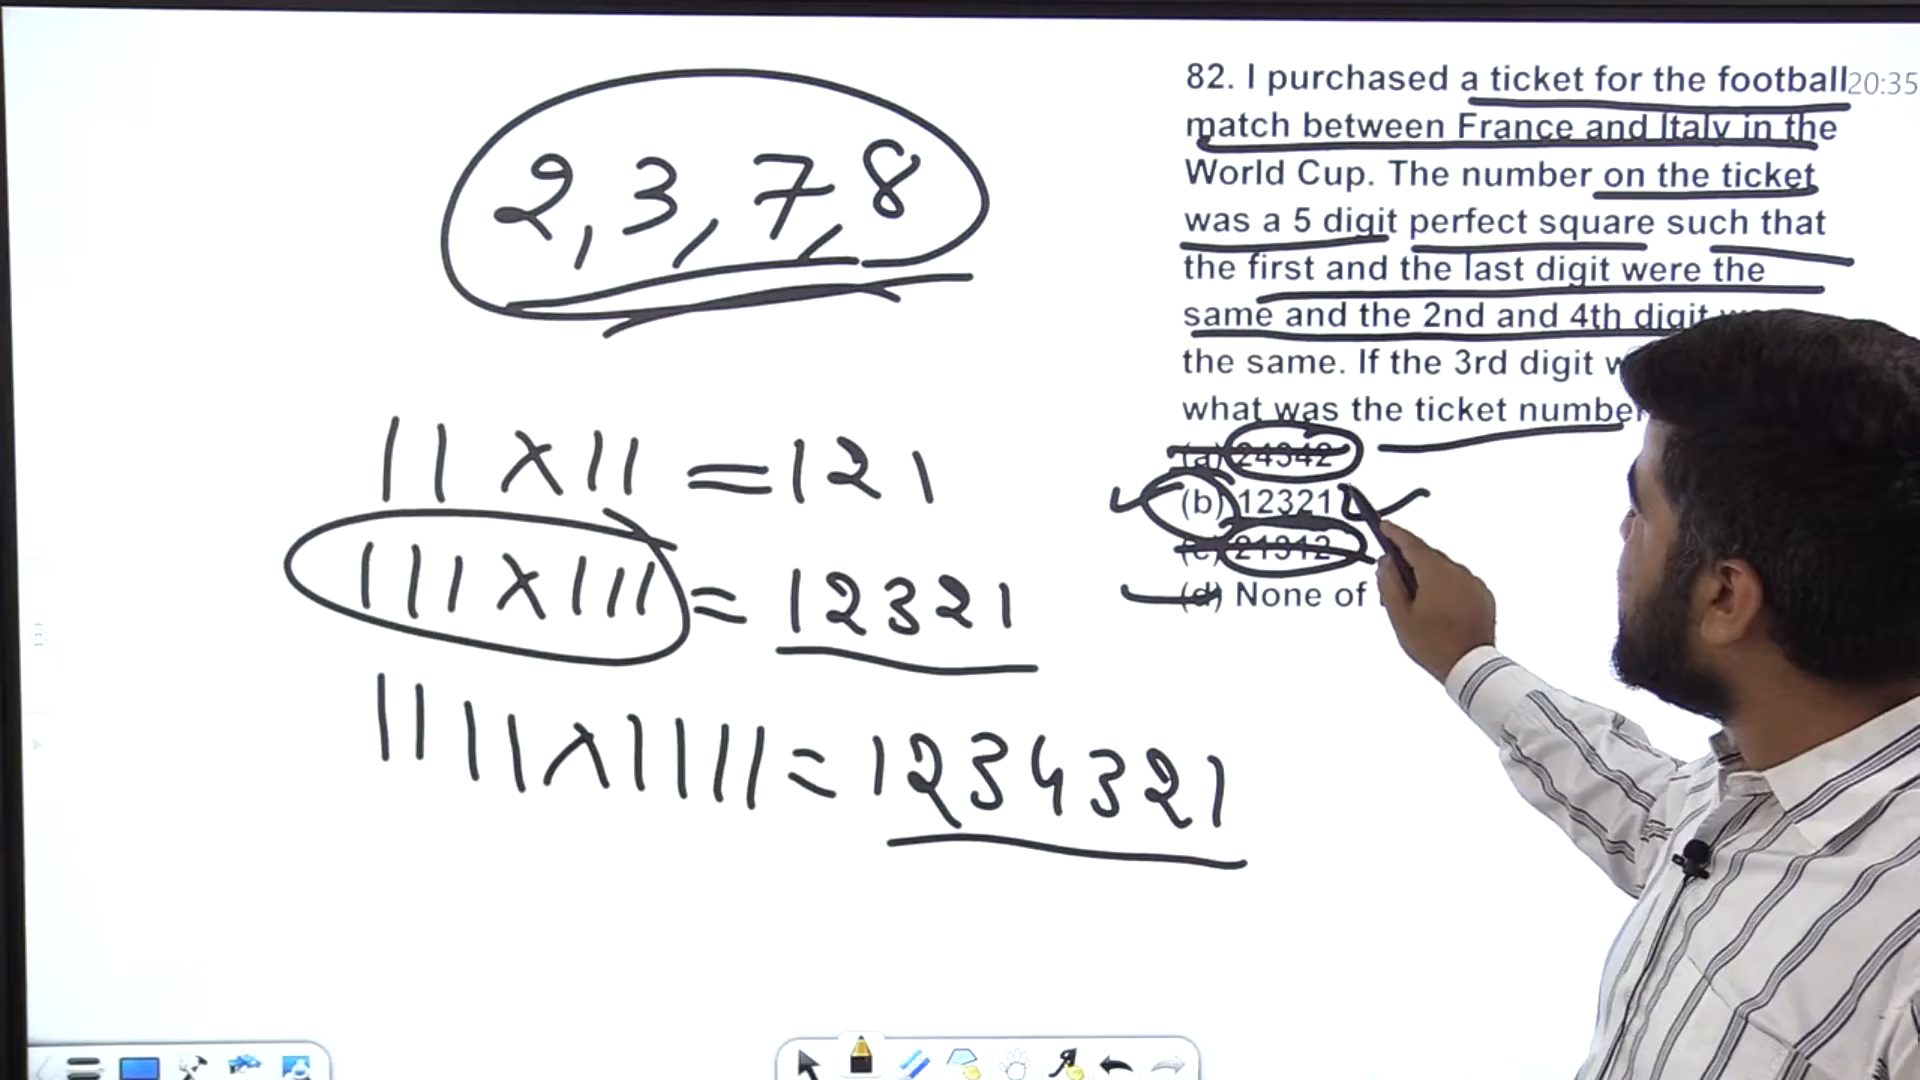 2, 3, 7, 8
11 X 11 = 121
111 X 111 = 12321
1111 X 1111 = 1234321
82. I purchased a ticket for the football 20:35
match between France and Italy in the
World Cup. The number on the ticket
was a 5 digit perfect square such that
the first and the last digit were the
same and the 2nd and 4th digit
the same. If the 3rd digit
what was the ticket number
(a) 24342
(b) 12321
(c) 21312
(d) None of